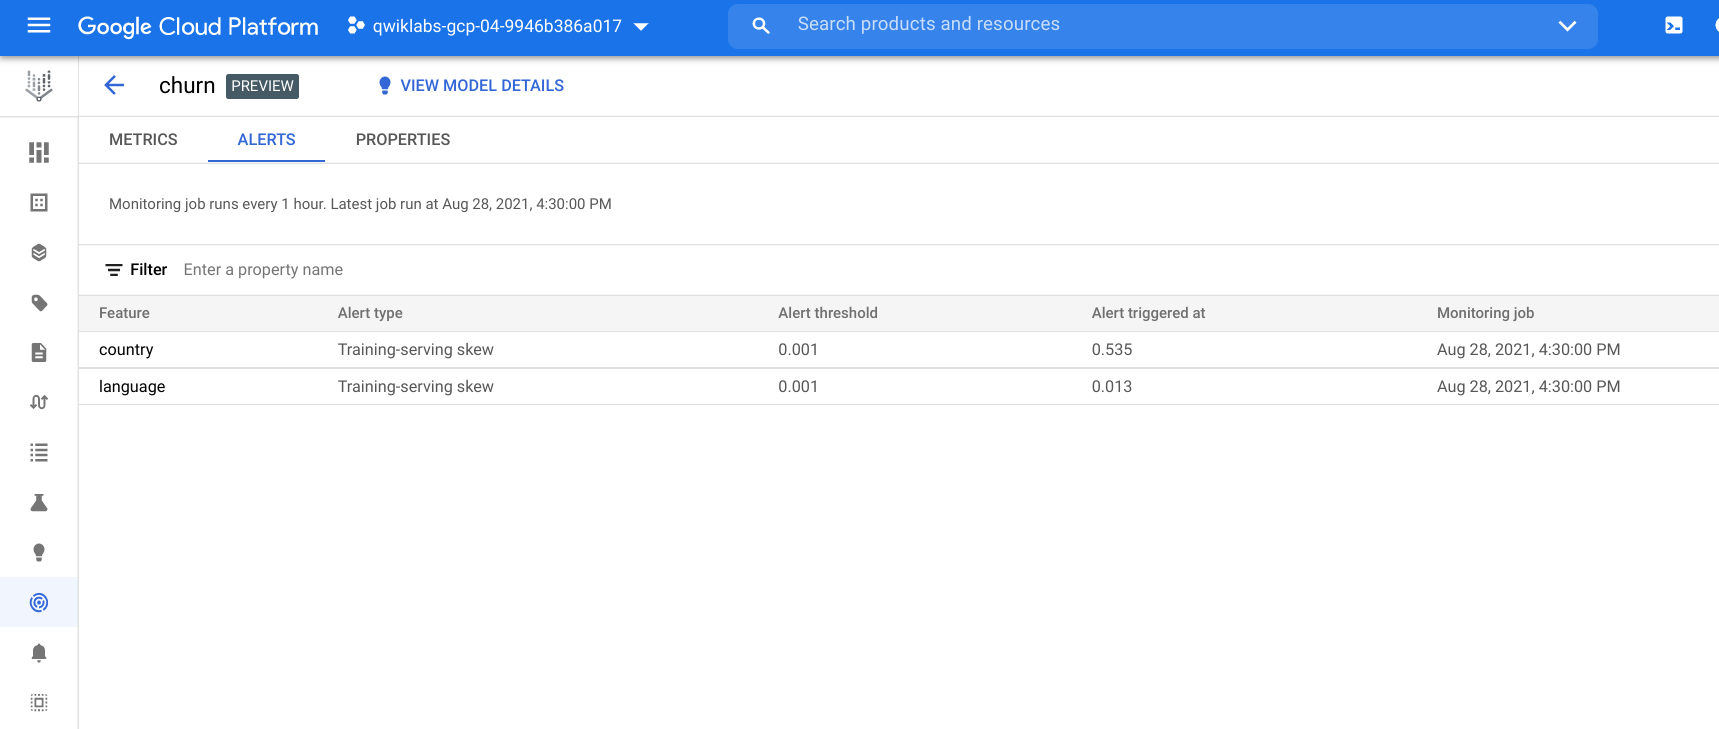 Google Cloud Platform qwiklabs-gcp-04-9946b386a017 Search products and resources
churn PREVIEW VIEW MODEL DETAILS
METRICS ALERTS PROPERTIES
Monitoring job runs every 1 hour. Latest job run at Aug 28, 2021, 4:30:00 PM
Filter Enter a property name
Feature Alert type Alert threshold Alert triggered at Monitoring job
country Training-serving skew 0.001 0.535 Aug 28, 2021, 4:30:00 PM
language Training-serving skew 0.001 0.013 Aug 28, 2021, 4:30:00 PM